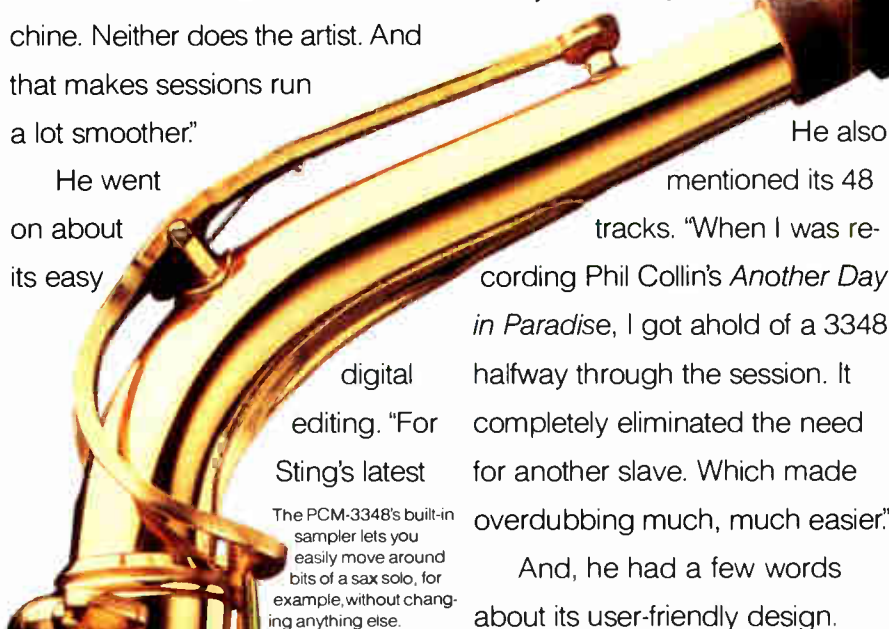 chine. Neither does the artist. And
that makes sessions run
a lot smoother."
He went
on about
its easy
digital
editing. "For
Sting's latest
The PCM-3348's built-in
sampler lets you
easily move around
bits of a sax solo, for
example, without chang-
ing anything else.
He also
mentioned its 48
tracks. "When I was re-
cording Phil Collin's Another Day
in Paradise, I got ahold of a 3348
halfway through the session. It
completely eliminated the need
for another slave. Which made
overdubbing much, much easier."
And, he had a few words
about its user-friendly design.